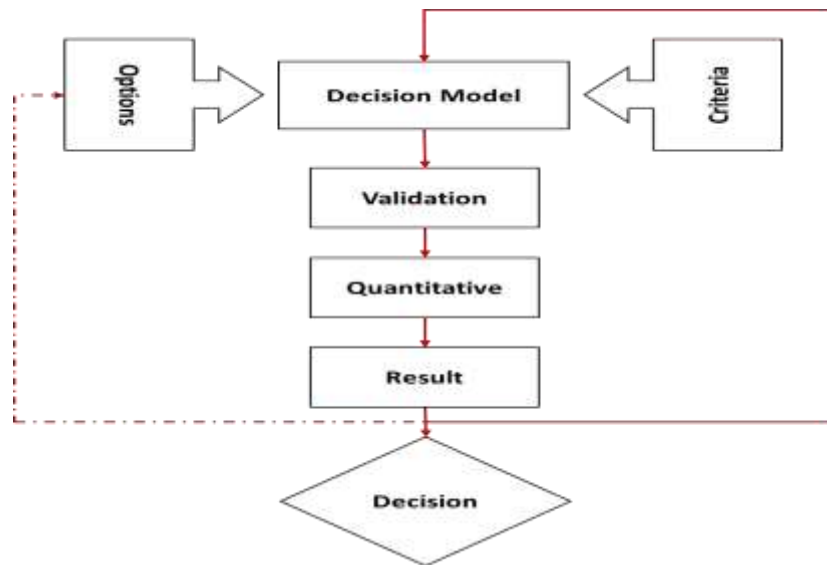 Options
Decision Model
Criteria
Validation
Quantitative
Result
Decision